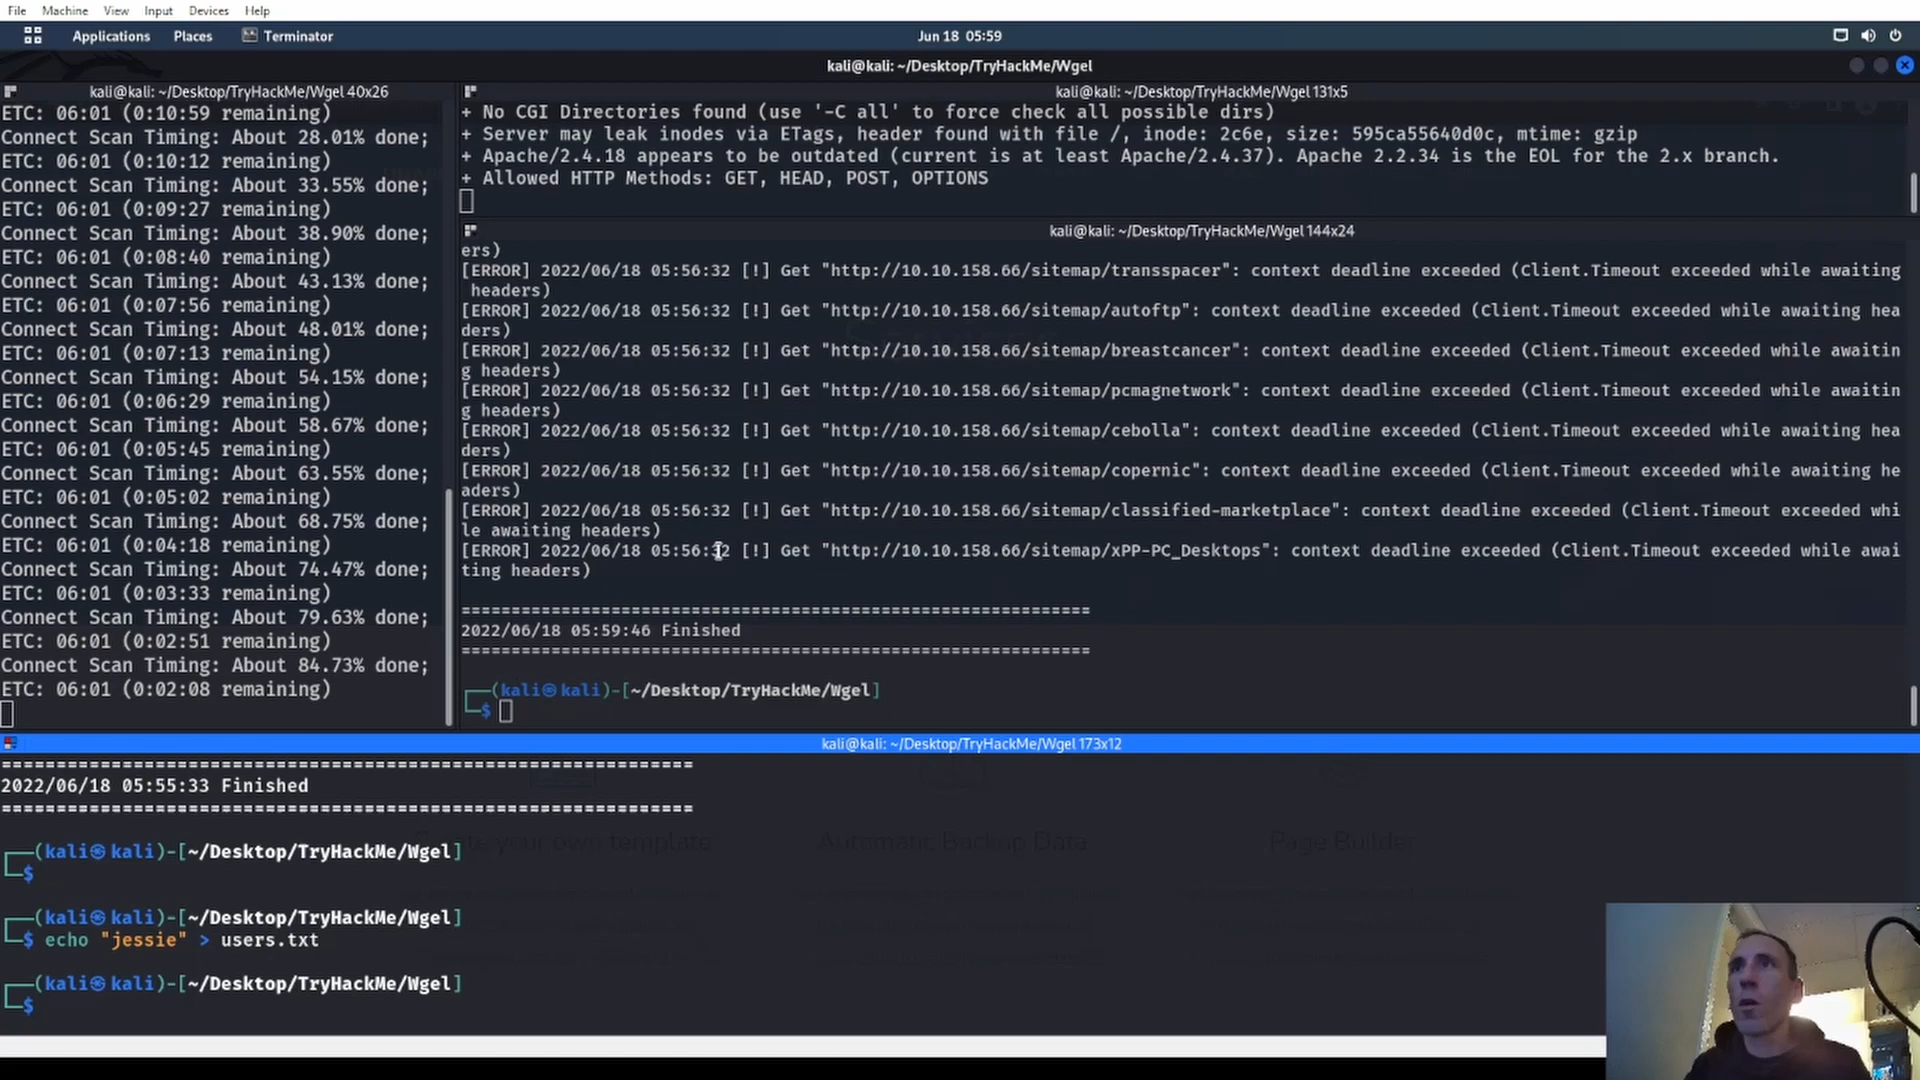 File Machine View Input Devices Help
Applications Places Terminator Jun 18 05:59
kali@kali: ~/Desktop/TryHackMe/Wgel
kali@kali: ~/Desktop/TryHackMe/Wgel 40x26
ETC: 06:01 (0:10:59 remaining)
Connect Scan Timing: About 28.01% done;
ETC: 06:01 (0:10:12 remaining)
Connect Scan Timing: About 33.55% done;
ETC: 06:01 (0:09:27 remaining)
Connect Scan Timing: About 38.90% done;
ETC: 06:01 (0:08:40 remaining)
Connect Scan Timing: About 43.13% done;
ETC: 06:01 (0:07:56 remaining)
Connect Scan Timing: About 48.01% done;
ETC: 06:01 (0:07:13 remaining)
Connect Scan Timing: About 54.15% done;
ETC: 06:01 (0:06:29 remaining)
Connect Scan Timing: About 58.67% done;
ETC: 06:01 (0:05:45 remaining)
Connect Scan Timing: About 63.55% done;
ETC: 06:01 (0:05:02 remaining)
Connect Scan Timing: About 68.75% done;
ETC: 06:01 (0:04:18 remaining)
Connect Scan Timing: About 74.47% done;
ETC: 06:01 (0:03:33 remaining)
Connect Scan Timing: About 79.63% done;
ETC: 06:01 (0:02:51 remaining)
Connect Scan Timing: About 84.73% done;
ETC: 06:01 (0:02:08 remaining)
kali@kali: ~/Desktop/TryHackMe/Wgel 131x5
+ No CGI Directories found (use '-C all' to force check all possible dirs)
+ Server may leak inodes via ETags, header found with file /, inode: 2c6e, size: 595ca55640d0c, mtime: gzip
+ Apache/2.4.18 appears to be outdated (current is at least Apache/2.4.37). Apache 2.2.34 is the EOL for the 2.x branch.
+ Allowed HTTP Methods: GET, HEAD, POST, OPTIONS
kali@kali: ~/Desktop/TryHackMe/Wgel 144x24
ers)
[ERROR] 2022/06/18 05:56:32 [!] Get "http://10.10.158.66/sitemap/transspacer": context deadline exceeded (Client.Timeout exceeded while awaiting
headers)
[ERROR] 2022/06/18 05:56:32 [!] Get "http://10.10.158.66/sitemap/autoftp": context deadline exceeded (Client.Timeout exceeded while awaiting hea
ders)
[ERROR] 2022/06/18 05:56:32 [!] Get "http://10.10.158.66/sitemap/breastcancer": context deadline exceeded (Client.Timeout exceeded while awaitin
g headers)
[ERROR] 2022/06/18 05:56:32 [!] Get "http://10.10.158.66/sitemap/pcmagnetwork": context deadline exceeded (Client.Timeout exceeded while awaitin
g headers)
[ERROR] 2022/06/18 05:56:32 [!] Get "http://10.10.158.66/sitemap/cebolla": context deadline exceeded (Client.Timeout exceeded while awaiting hea
ders)
[ERROR] 2022/06/18 05:56:32 [!] Get "http://10.10.158.66/sitemap/copernic": context deadline exceeded (Client.Timeout exceeded while awaiting he
aders)
[ERROR] 2022/06/18 05:56:32 [!] Get "http://10.10.158.66/sitemap/classified-marketplace": context deadline exceeded (Client.Timeout exceeded whi
le awaiting headers)
[ERROR] 2022/06/18 05:56:32 [!] Get "http://10.10.158.66/sitemap/xPP-PC_Desktops": context deadline exceeded (Client.Timeout exceeded while awai
ting headers)
===============================================================
2022/06/18 05:59:46 Finished
===============================================================
┌──(kali㉿kali)-[~/Desktop/TryHackMe/Wgel]
└─$
kali@kali: ~/Desktop/TryHackMe/Wgel 173x12
===============================================================
2022/06/18 05:55:33 Finished
===============================================================
┌──(kali㉿kali)-[~/Desktop/TryHackMe/Wgel]
└─$
┌──(kali㉿kali)-[~/Desktop/TryHackMe/Wgel]
└─$ echo "jessie" > users.txt
┌──(kali㉿kali)-[~/Desktop/TryHackMe/Wgel]
└─$
your own template Automatic Backup Data Page Builder